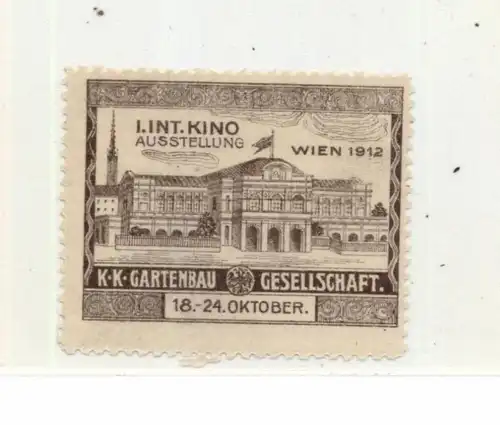 I. INT. KINO
AUSSTELLUNG
WIEN 1912
K·K·GARTENBAU GESELLSCHAFT.
18.-24.OKTOBER.